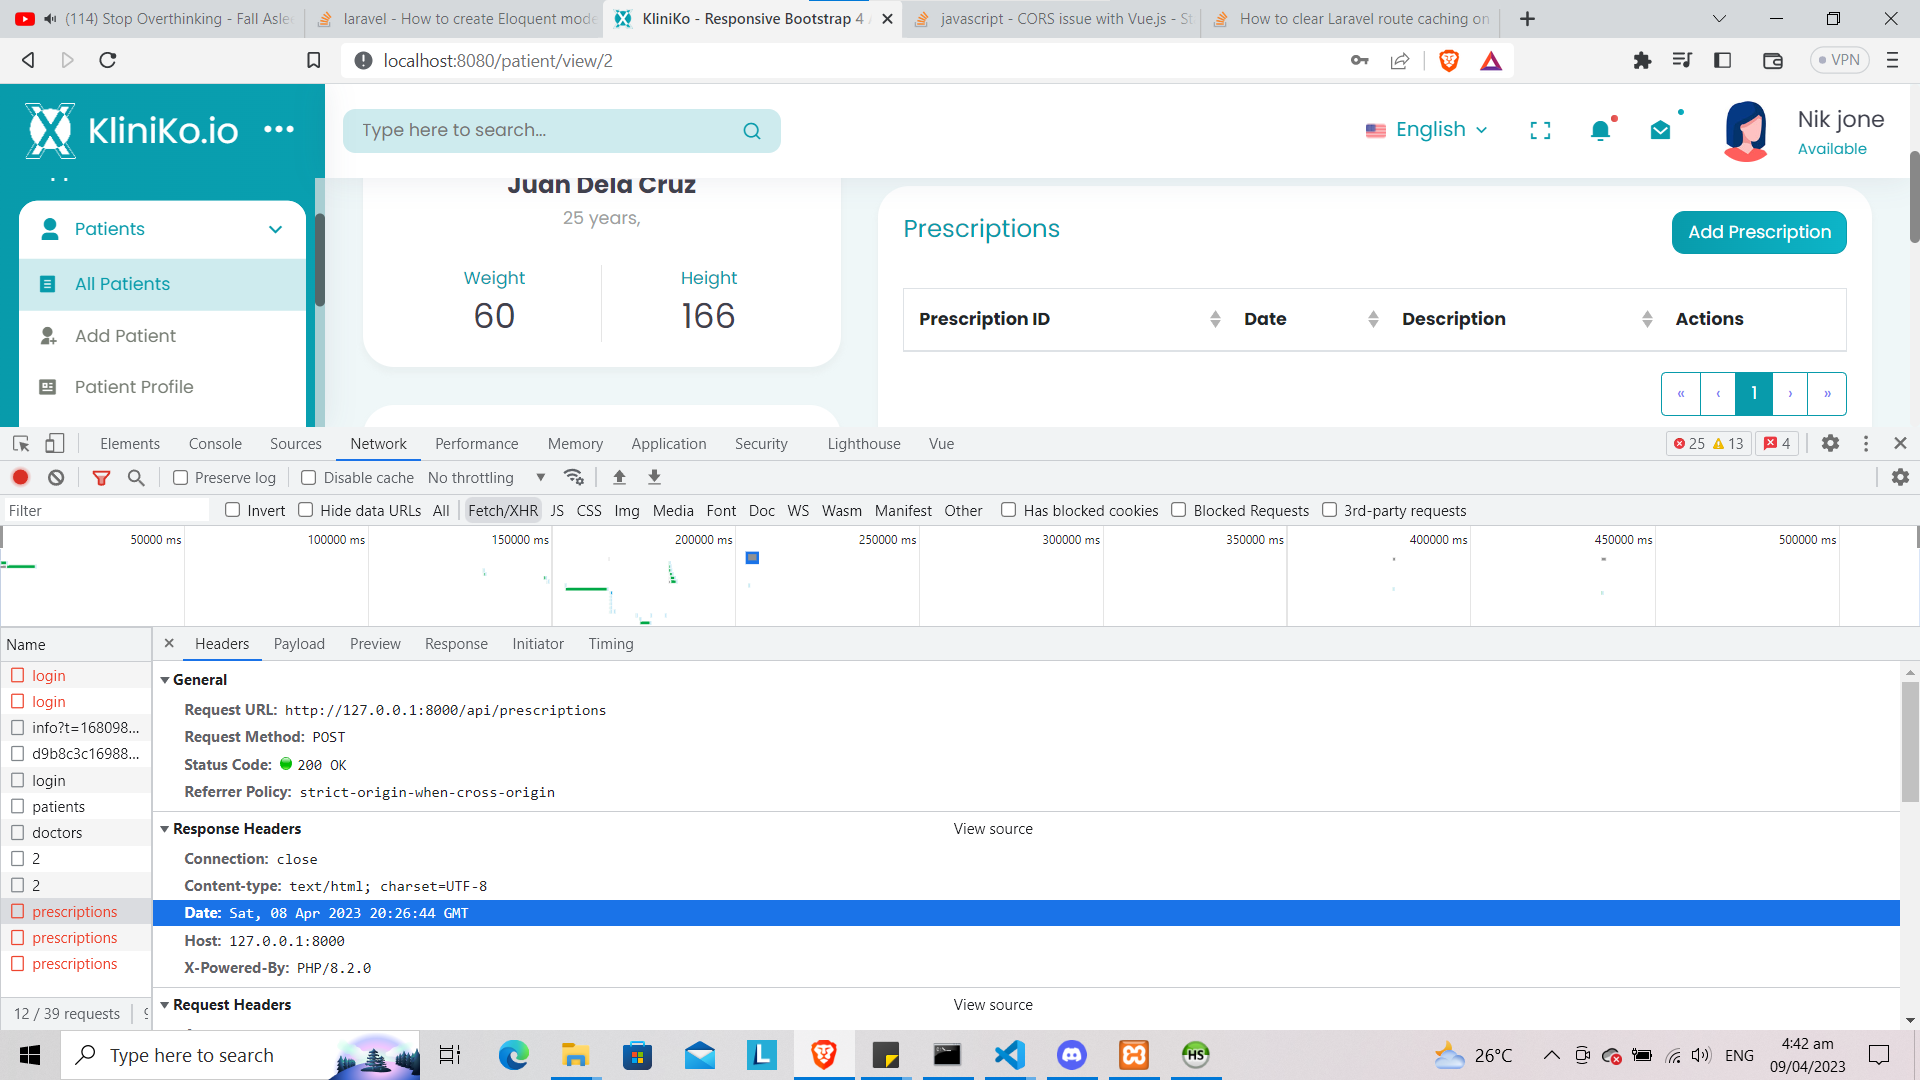 (114) Stop Overthinking - Fall Aslee
laravel - How to create Eloquent mode
KliniKo - Responsive Bootstrap 4 A
javascript - CORS issue with Vue.js - St
How to clear Laravel route caching on
localhost:8080/patient/view/2
VPN
KliniKo.io
Type here to search...
English
Nik jone
Available
Patients
All Patients
Add Patient
Patient Profile
Juan Dela Cruz
25 years,
Weight
Height
60
166
Prescriptions
Add Prescription
Prescription ID
Date
Description
Actions
« ‹ 1 › »
Elements Console Sources Network Performance Memory Application Security Lighthouse Vue
25 13 4
Preserve log Disable cache No throttling
Filter Invert Hide data URLs All Fetch/XHR JS CSS Img Media Font Doc WS Wasm Manifest Other Has blocked cookies Blocked Requests 3rd-party requests
50000 ms 100000 ms 150000 ms 200000 ms 250000 ms 300000 ms 350000 ms 400000 ms 450000 ms 500000 ms
Name
login
login
info?t=168098...
d9b8c3c16988...
login
patients
doctors
2
2
prescriptions
prescriptions
prescriptions
12 / 39 requests
Headers Payload Preview Response Initiator Timing
General
Request URL: http://127.0.0.1:8000/api/prescriptions
Request Method: POST
Status Code: 200 OK
Referrer Policy: strict-origin-when-cross-origin
Response Headers View source
Connection: close
Content-type: text/html; charset=UTF-8
Date: Sat, 08 Apr 2023 20:26:44 GMT
Host: 127.0.0.1:8000
X-Powered-By: PHP/8.2.0
Request Headers View source
Type here to search
L
HS
26°C
ENG
4:42 am
09/04/2023